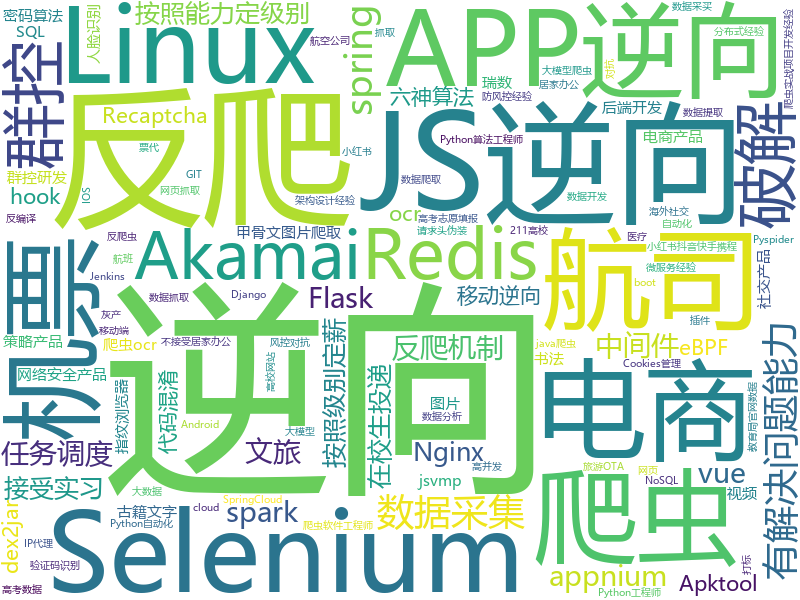 密码算法
SQL
人脸识别
按照能力定级别
Linux
群控
航空公司
spring
抓取
APP逆向
数据采买
分布式经验
大模型爬虫
对抗
居家办公
瑞数
防风控经验
爬虫实战项目开发经验
六神算法
后端开发
数据提取
反爬
Recaptcha
票代
小红书
JS逆向
Python算法工程师
电商产品
破解
群控研发
GIT
hook
IOS
网页抓取
架构设计经验
数据爬取
ocr
高考志愿填报
数据开发
海外社交
自动化
反编译
反爬虫
甲骨文图片爬取
请求头伪装
211高校
医疗
Akamai
Redis
航司
小红书抖音快手携程
Pyspider
机票
航班
Jenkins
数据抓取
Django
Flask
移动逆向
微服务经验
boot
社交产品
灰产
移动端
策略产品
爬虫ocr
不接受居家办公
风控对抗
按照级别定薪
反爬机制
中间件
eBPF
插件
java爬虫
书法
Cookies管理
网络安全产品
指纹浏览器
代码混淆
逆向
高校网站
在校生投递
图片
数据分析
电商
教育局官网数据
有解决问题能力
任务调度
文旅
Android
大模型
Nginx
高并发
接受实习
jsvmp
爬虫
旅游OTA
网页
NoSQL
vue
视频
dex2jar
大数据
古籍文字
Python自动化
cloud
SpringCloud
spark
爬虫软件工程师
数据采集
IP代理
验证码识别
Selenium
appnium
Python工程师
Apktool
打标
高考数据